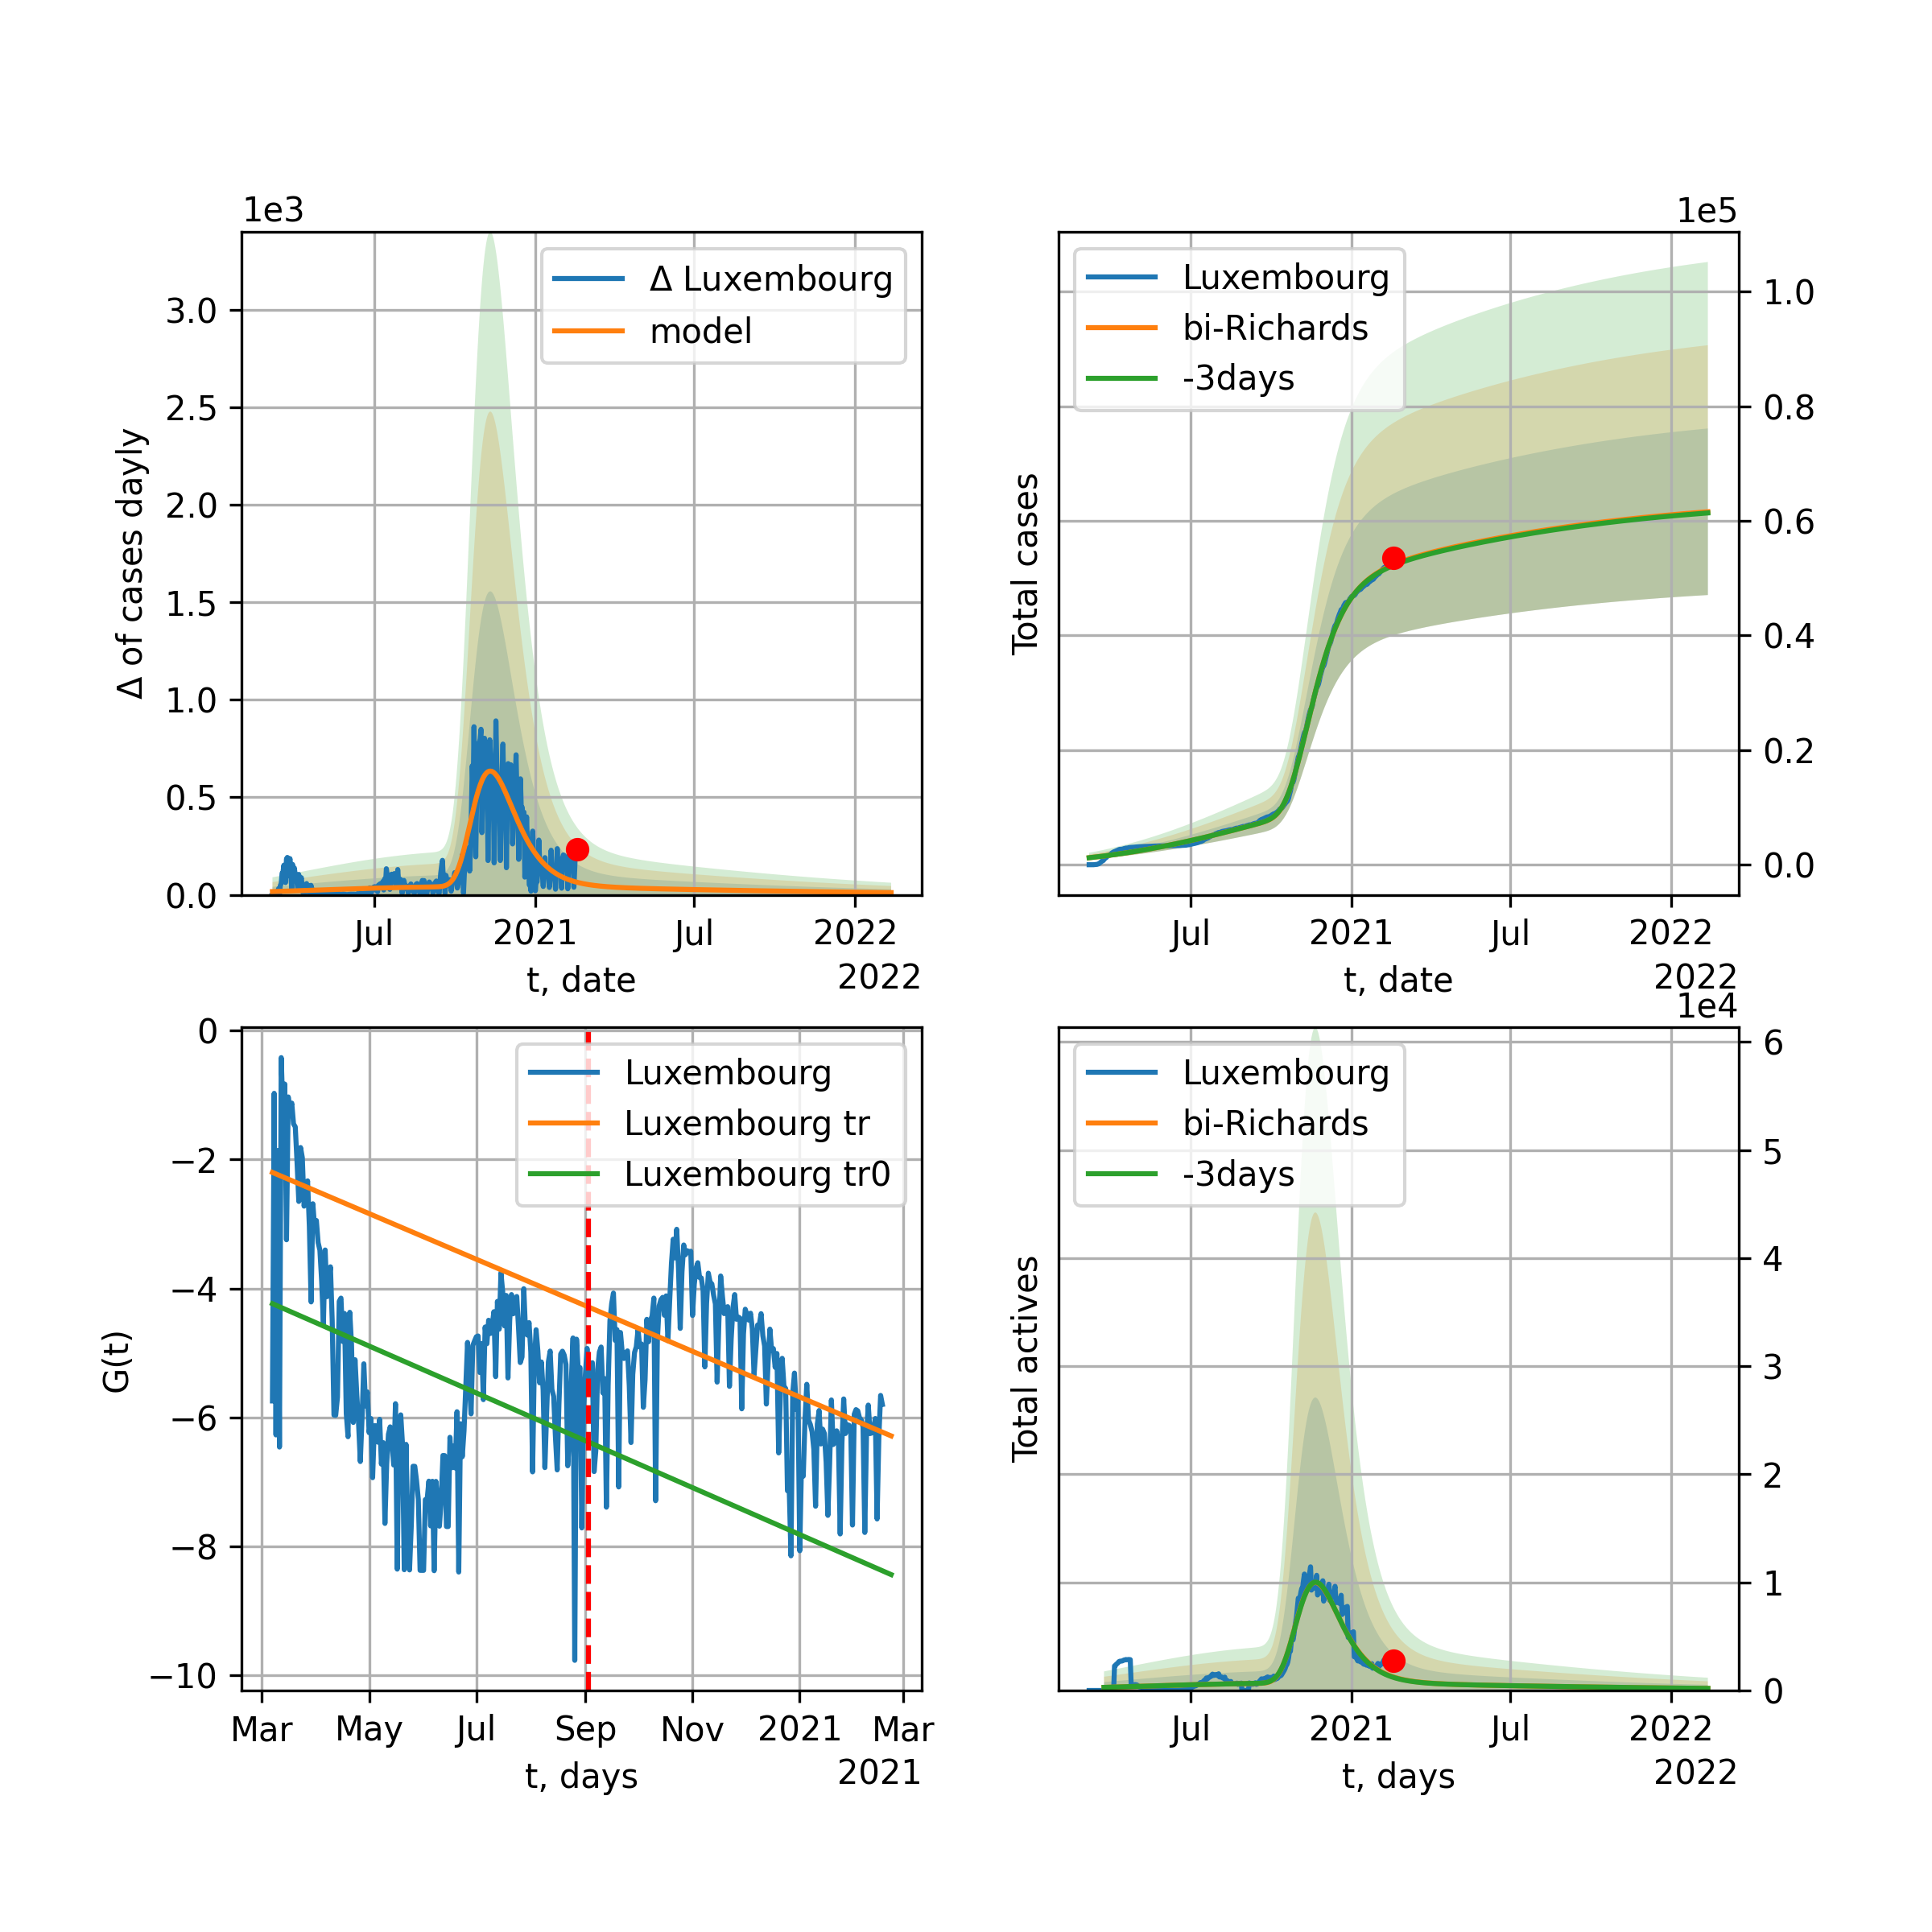 1e3
Δ of cases dayly
3.0
2.5
2.0
1.5
1.0
0.5
0.0
Δ Luxembourg
model
Jul
2021
Jul
2022
t, date
2022
1e5
Total cases
Luxembourg
bi-Richards
-3days
1.0
0.8
0.6
0.4
0.2
0.0
Jul
2021
Jul
2022
t, date
2022
G(t)
0
−2
−4
−6
−8
−10
Luxembourg
Luxembourg tr
Luxembourg tr0
Mar
May
Jul
Sep
Nov
2021
Mar
t, days
2021
1e4
Total actives
Luxembourg
bi-Richards
-3days
6
5
4
3
2
1
0
Jul
2021
Jul
2022
t, days
2022